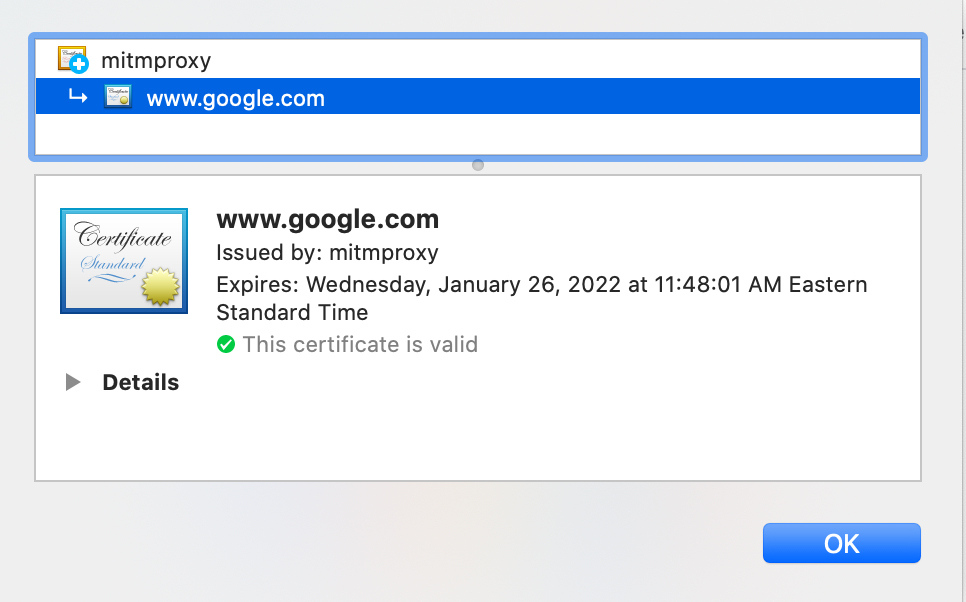 mitmproxy
www.google.com
Certificate
Standard
www.google.com
Issued by: mitmproxy
Expires: Wednesday, January 26, 2022 at 11:48:01 AM Eastern
Standard Time
This certificate is valid
Details
OK